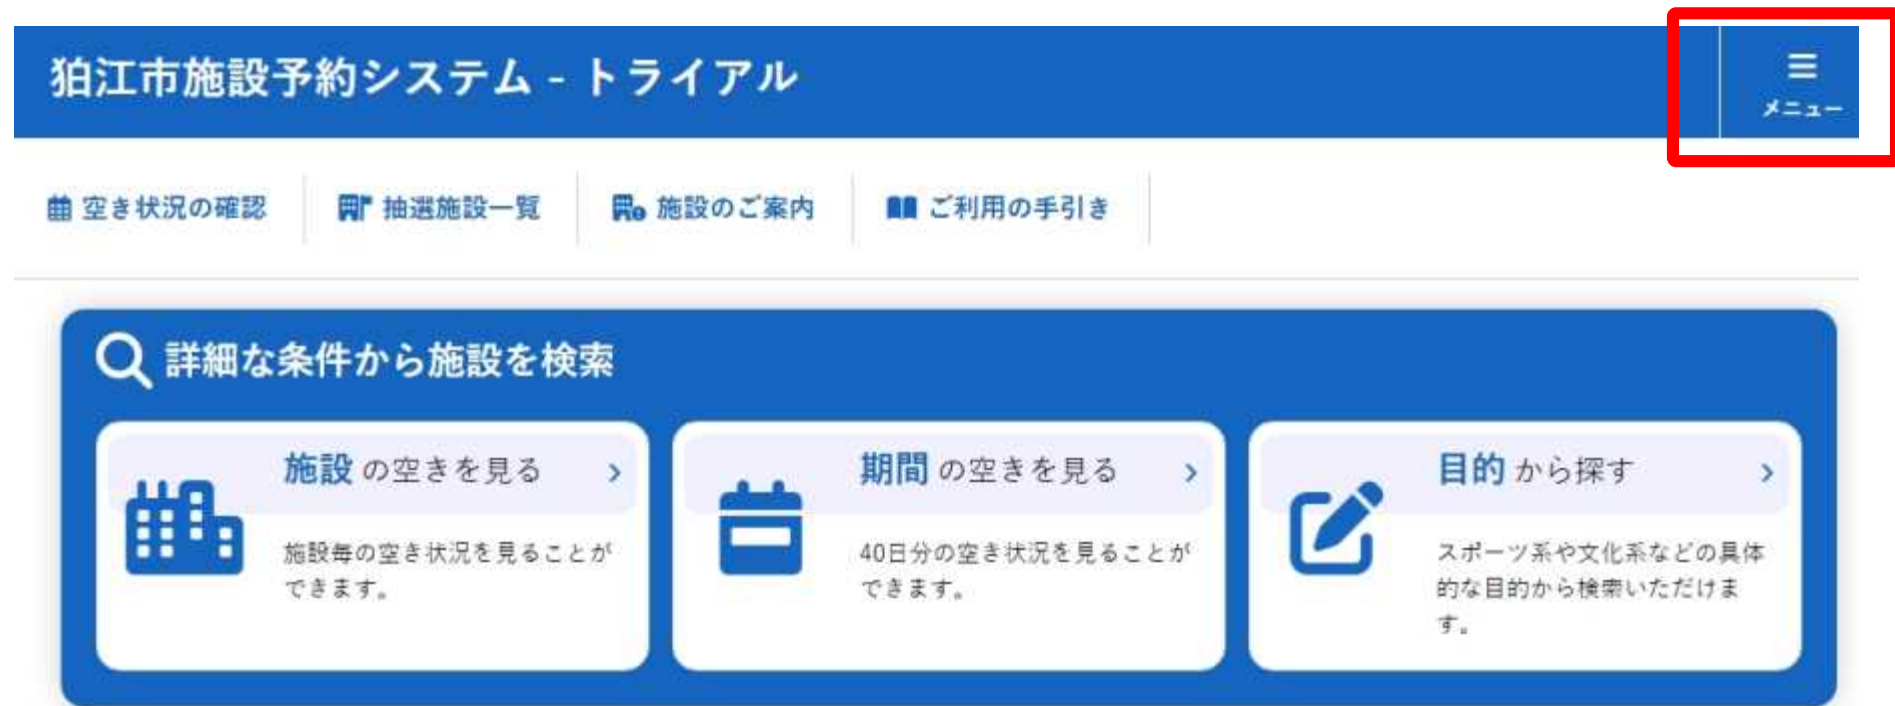 狛江市施設予約システム - トライアル
メニュー
空き状況の確認
抽選施設一覧
施設のご案内
ご利用の手引き
詳細な条件から施設を検索
施設 の空きを見る
施設毎の空き状況を見ることが
できます。
期間 の空きを見る
40日分の空き状況を見ることが
できます。
目的 から探す
スポーツ系や文化系などの具体
的な目的から検索いただけま
す。